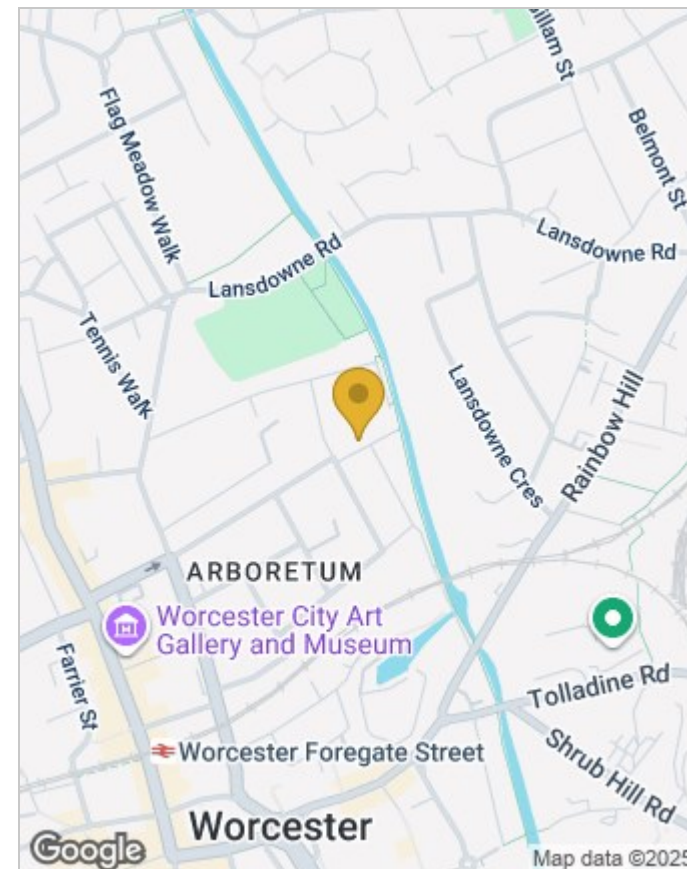 illam St
Flag Meadow Walk
Belmont St
Lansdowne Rd
Lansdowne Rd
Tennis Walk
Lansdowne Cres
Rainbow Hill
ARBORETUM
Worcester City Art
Gallery and Museum
Farrier St
Tolladine Rd
Worcester Foregate Street
Shrub Hill Rd
Worcester
Google
Map data ©2025